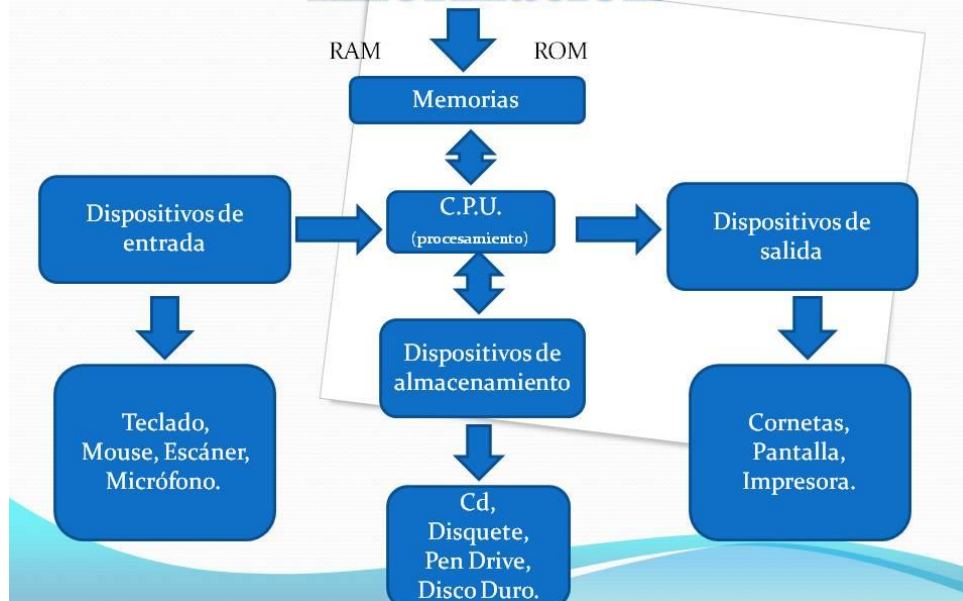 RAM
ROM
Memorias
C.P.U.
(procesamiento)
Dispositivos de
entrada
Dispositivos de
salida
Dispositivos de
almacenamiento
Teclado,
Mouse, Escáner,
Micrófono.
Cornetas,
Pantalla,
Impresora.
Cd,
Disquete,
Pen Drive,
Disco Duro.